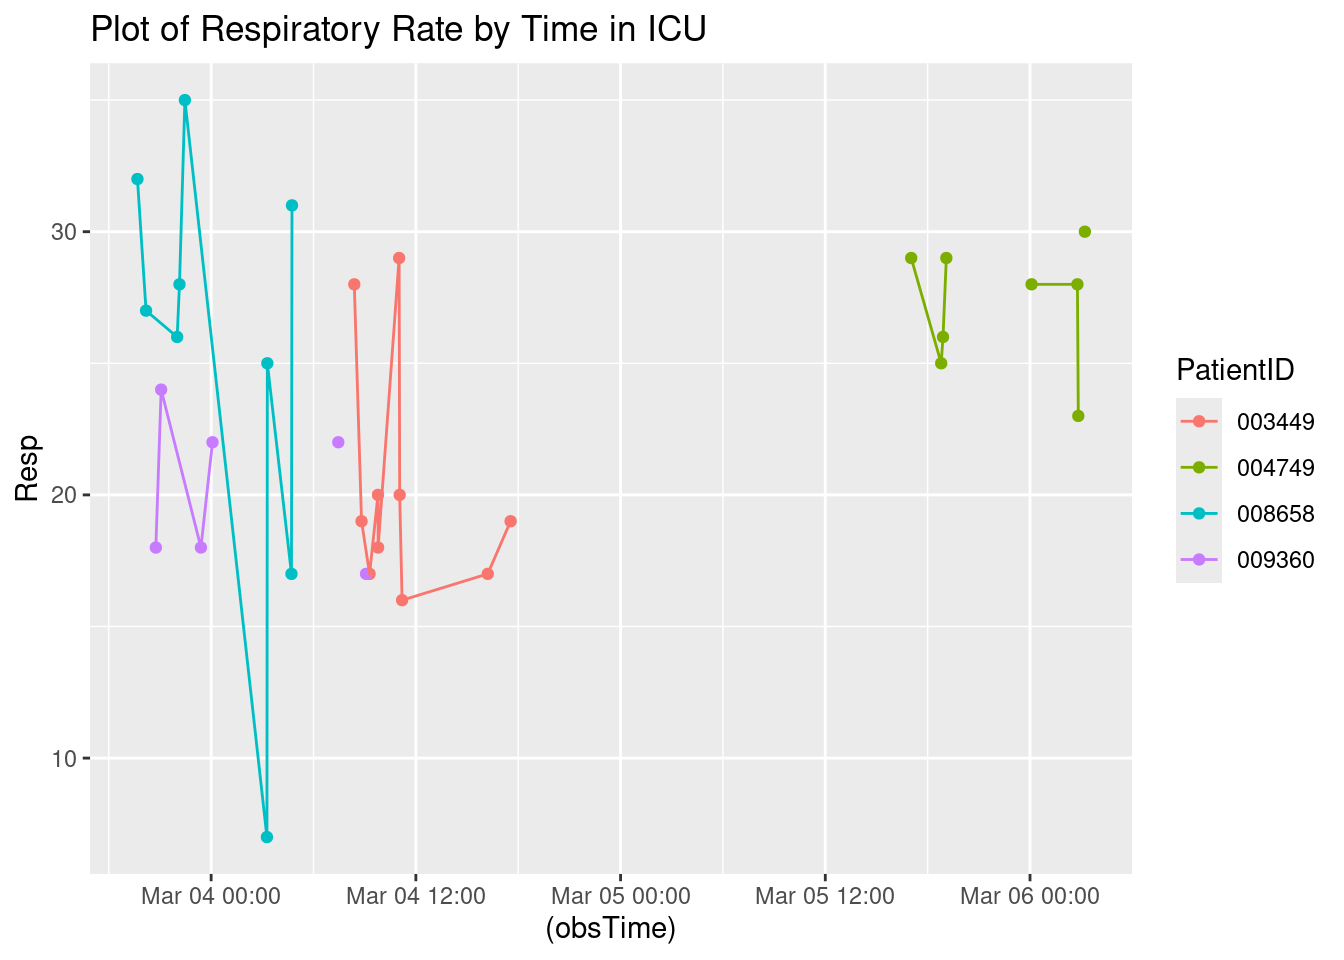 Plot of Respiratory Rate by Time in ICU
Resp
30
20
10
Mar 04 00:00
Mar 04 12:00
Mar 05 00:00
Mar 05 12:00
Mar 06 00:00
(obsTime)
PatientID
003449
004749
008658
009360